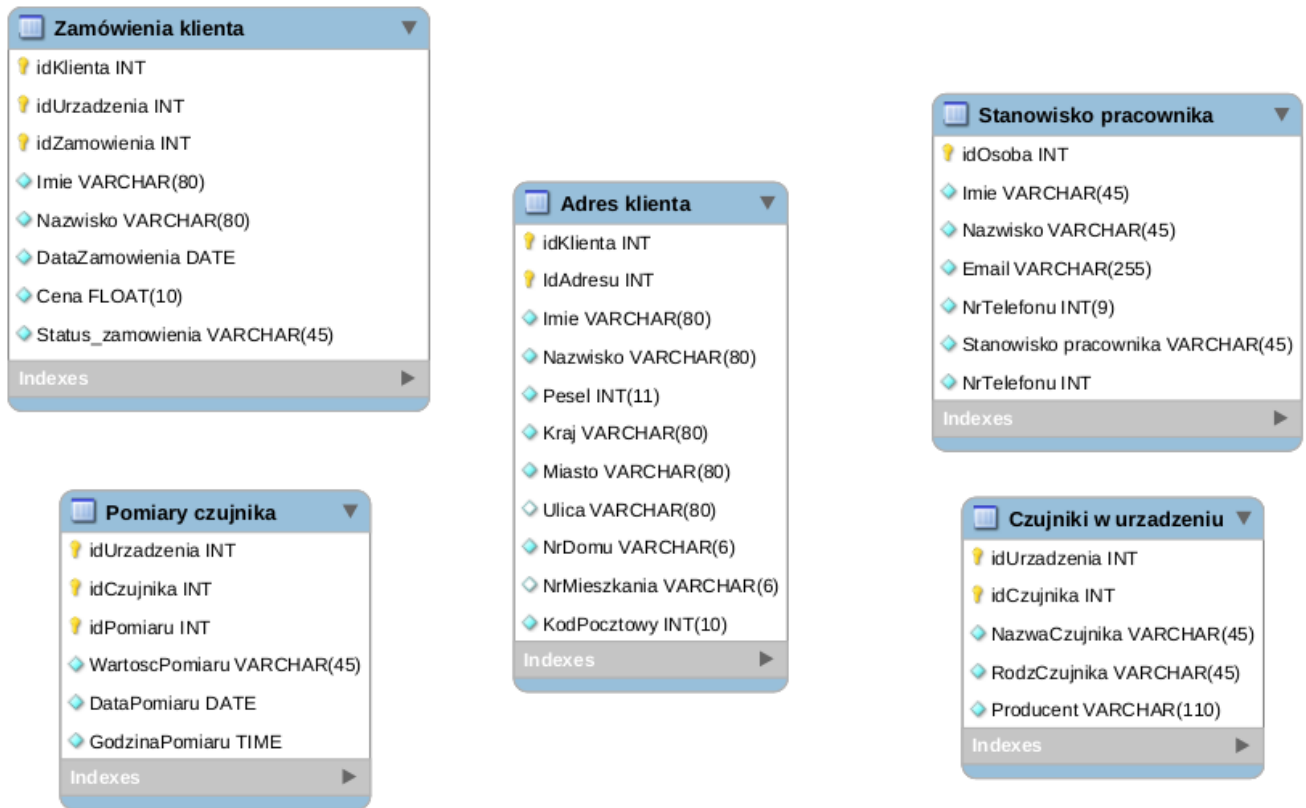 Zamówienia klienta
idKlienta INT
idUrzadzenia INT
idZamowienia INT
Imie VARCHAR(80)
Nazwisko VARCHAR(80)
DataZamowienia DATE
Cena FLOAT(10)
Status_zamowienia VARCHAR(45)
Indexes
Pomiary czujnika
idUrzadzenia INT
idCzujnika INT
idPomiaru INT
WartoscPomiaru VARCHAR(45)
DataPomiaru DATE
GodzinaPomiaru TIME
Indexes
Adres klienta
idKlienta INT
IdAdresu INT
Imie VARCHAR(80)
Nazwisko VARCHAR(80)
Pesel INT(11)
Kraj VARCHAR(80)
Miasto VARCHAR(80)
Ulica VARCHAR(80)
NrDomu VARCHAR(6)
NrMieszkania VARCHAR(6)
KodPocztowy INT(10)
Indexes
Stanowisko pracownika
idOsoba INT
Imie VARCHAR(45)
Nazwisko VARCHAR(45)
Email VARCHAR(255)
NrTelefonu INT(9)
Stanowisko pracownika VARCHAR(45)
NrTelefonu INT
Indexes
Czujniki w urzadzeniu
idUrzadzenia INT
idCzujnika INT
NazwaCzujnika VARCHAR(45)
RodzCzujnika VARCHAR(45)
Producent VARCHAR(110)
Indexes